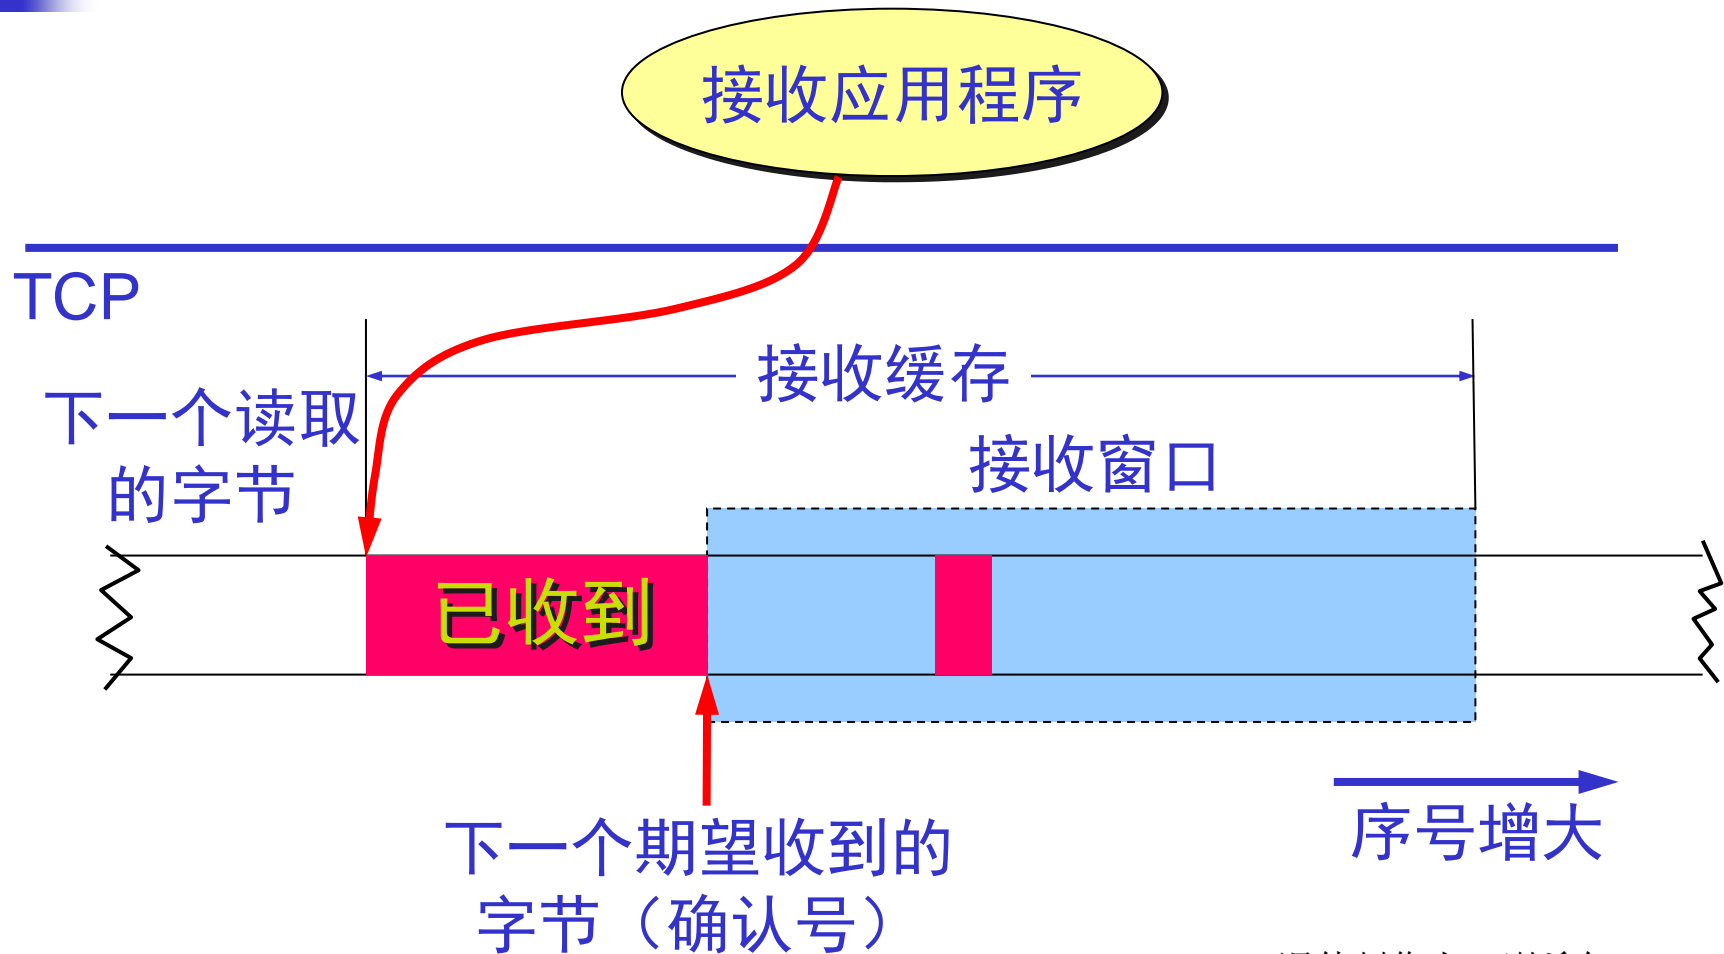 接收应用程序
TCP
接收缓存
下一个读取
的字节
接收窗口
已收到
下一个期望收到的
字节（确认号）
序号增大